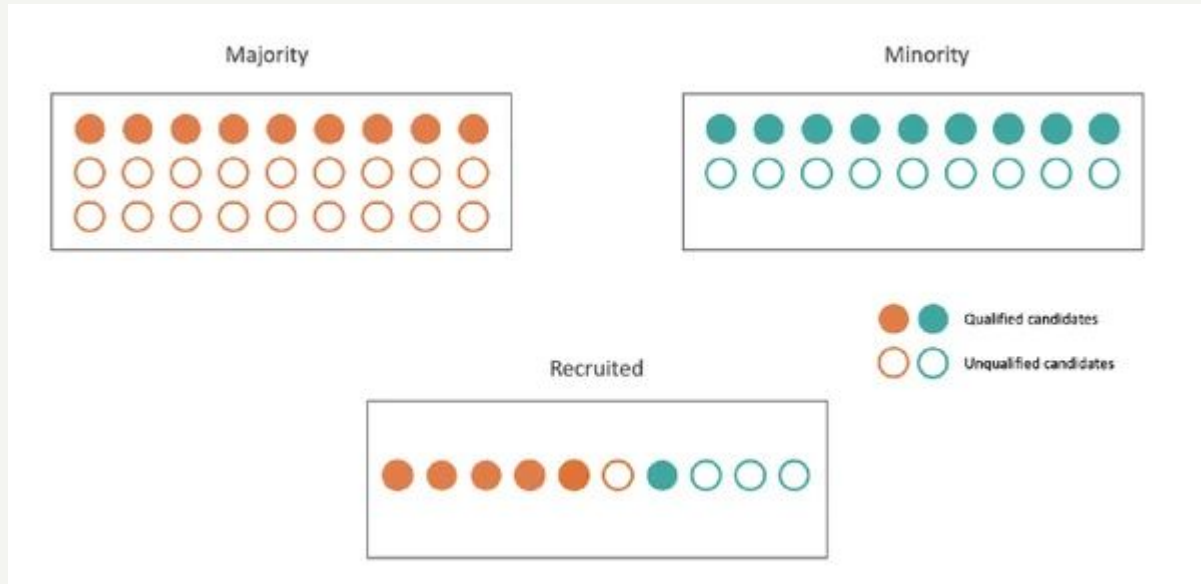 Majority
Minority
Qualified candidates
Unqualified candidates
Recruited